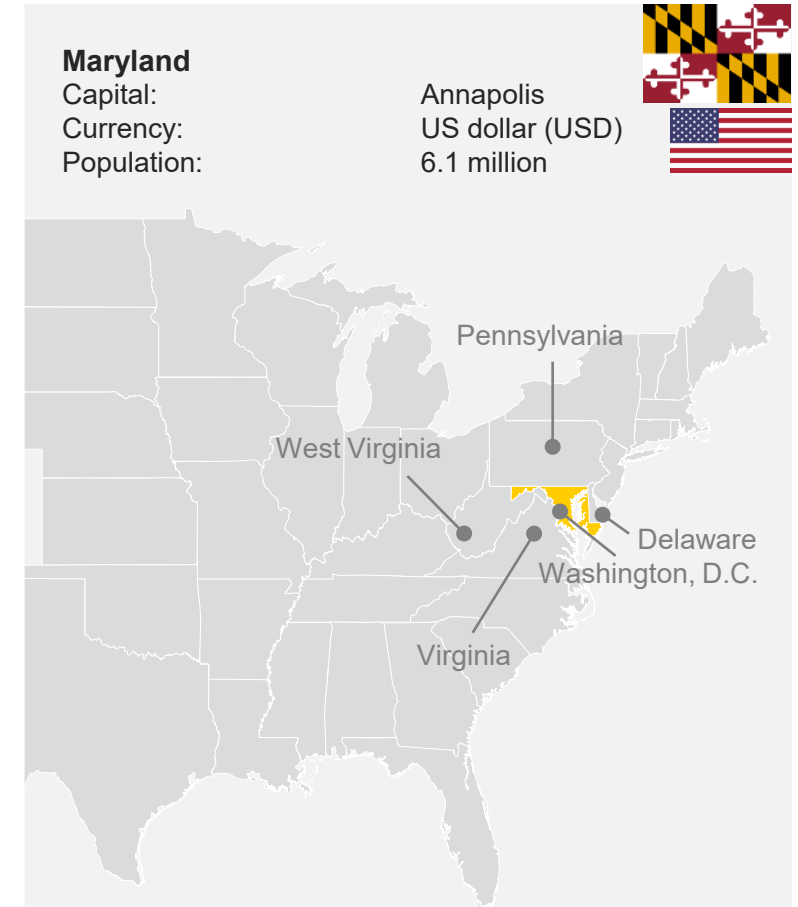 Maryland
Capital: Annapolis
Currency: US dollar (USD)
Population: 6.1 million
Pennsylvania
West Virginia
Delaware
Washington, D.C.
Virginia